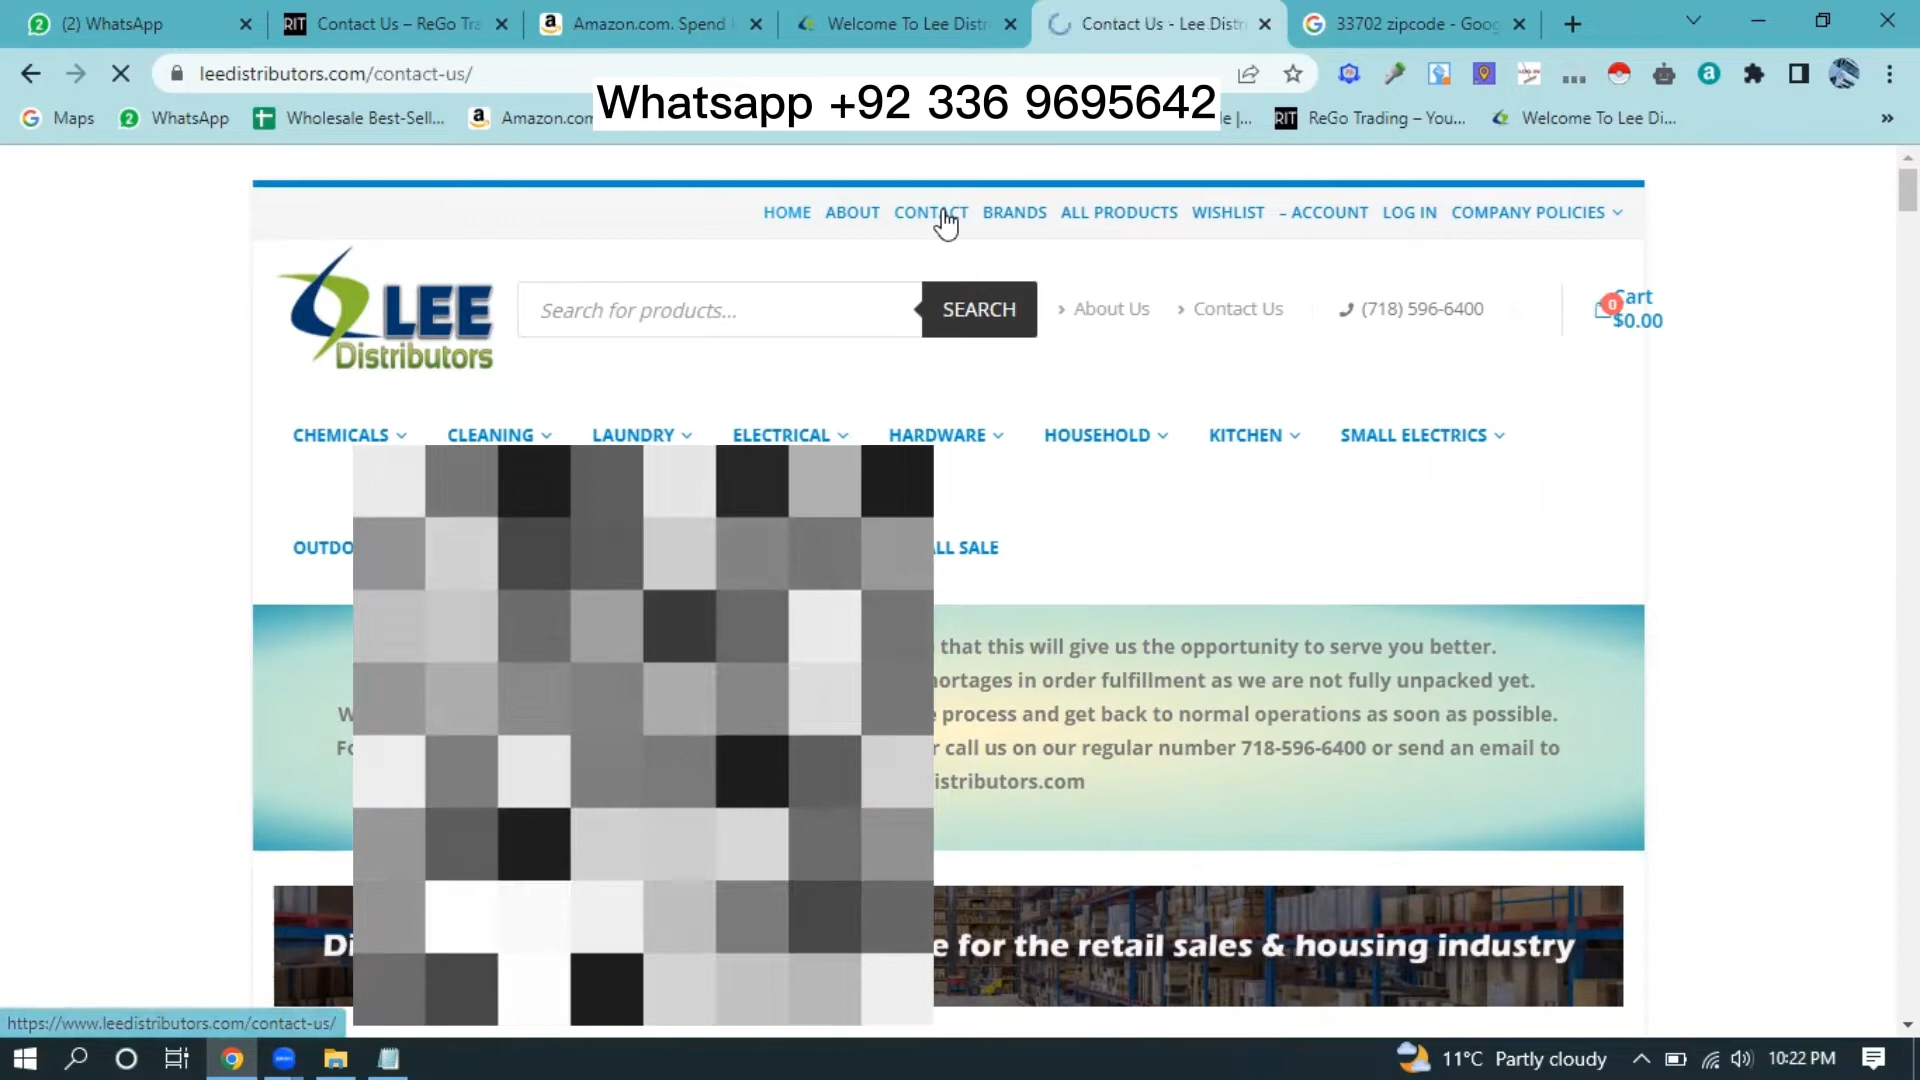 (2) WhatsApp
Contact Us – ReGo Tra
Amazon.com. Spend
Welcome To Lee Distr
Contact Us - Lee Distri
33702 zipcode - Goog
leedistributors.com/contact-us/
Whatsapp +92 336 9695642
Maps
WhatsApp
Wholesale Best-Sell...
Amazon.com
ReGo Trading – You...
Welcome To Lee Di...
HOME ABOUT CONTACT BRANDS ALL PRODUCTS WISHLIST – ACCOUNT LOG IN COMPANY POLICIES
LEE
Distributors
Search for products...
SEARCH
About Us
Contact Us
(718) 596-6400
0
Cart
$0.00
CHEMICALS CLEANING LAUNDRY ELECTRICAL HARDWARE HOUSEHOLD KITCHEN SMALL ELECTRICS
SALE
that this will give us the opportunity to serve you better.
in order fulfillment as we are not fully unpacked yet.
process and get back to normal operations as soon as possible.
call us on our regular number 718-596-6400 or send an email to
for the retail sales & housing industry
https://www.leedistributors.com/contact-us/
11°C Partly cloudy
10:22 PM